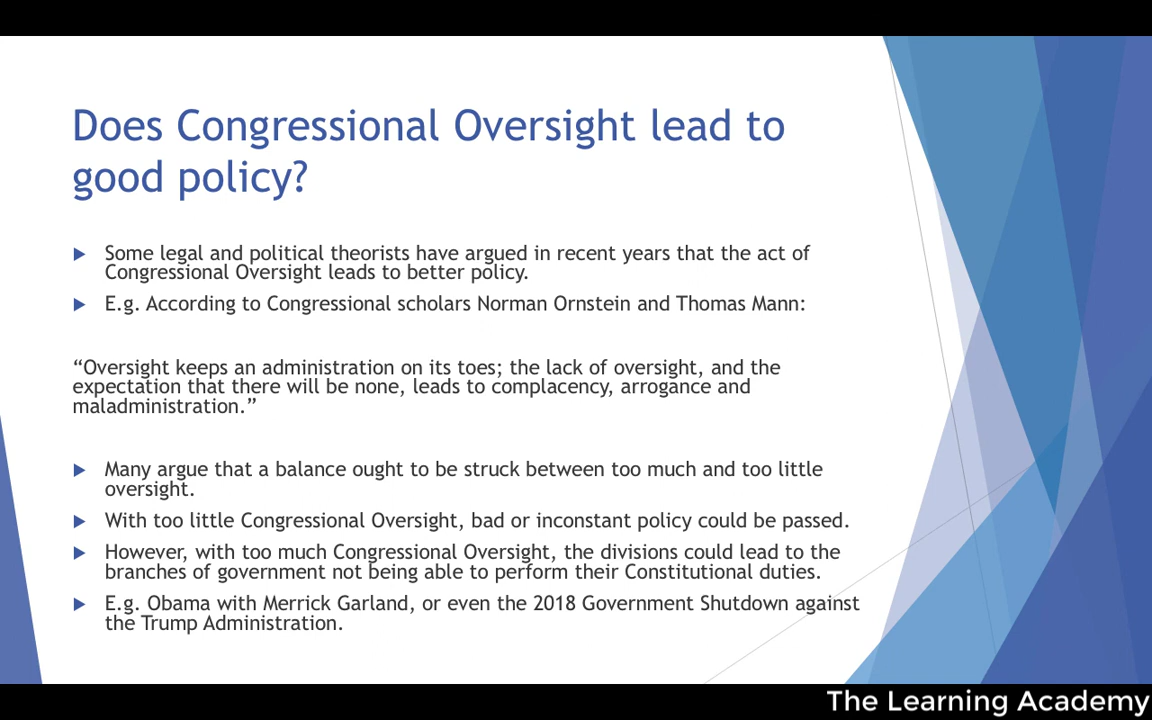 Does Congressional Oversight lead to
good policy?
Some legal and political theorists have argued in recent years that the act of
Congressional Oversight leads to better policy.
E.g. According to Congressional scholars Norman Ornstein and Thomas Mann:
“Oversight keeps an administration on its toes; the lack of oversight, and the
expectation that there will be none, leads to complacency, arrogance and
maladministration.”
Many argue that a balance ought to be struck between too much and too little
oversight.
With too little Congressional Oversight, bad or inconstant policy could be passed.
However, with too much Congressional Oversight, the divisions could lead to the
branches of government not being able to perform their Constitutional duties.
E.g. Obama with Merrick Garland, or even the 2018 Government Shutdown against
the Trump Administration.
The Learning Academy